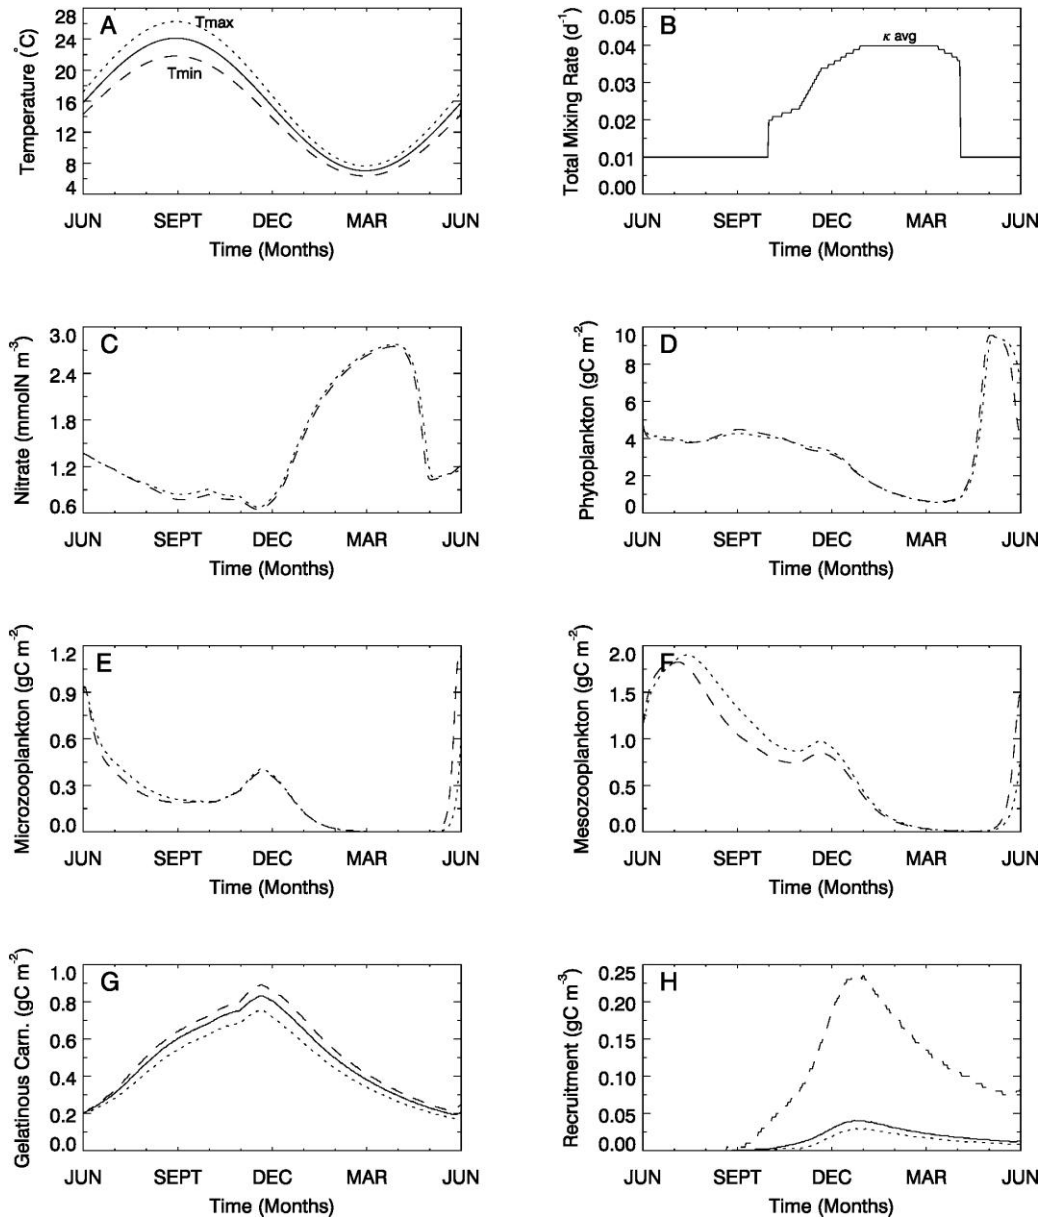 A
Temperature (°C)
28
24
20
16
12
8
4
Tmax
Tmin
JUN SEPT DEC MAR JUN
Time (Months)
B
Total Mixing Rate (d-1)
0.05
0.04
0.03
0.02
0.01
0.00
κ avg
JUN SEPT DEC MAR JUN
Time (Months)
C
Nitrate (mmolN m-3)
3.0
2.4
1.8
1.2
0.6
JUN SEPT DEC MAR JUN
Time (Months)
D
Phytoplankton (gC m-2)
10
8
6
4
2
0
JUN SEPT DEC MAR JUN
Time (Months)
E
Microzooplankton (gC m-2)
1.2
0.9
0.6
0.3
0.0
JUN SEPT DEC MAR JUN
Time (Months)
F
Mesozooplankton (gC m-2)
2.0
1.5
1.0
0.5
0.0
JUN SEPT DEC MAR JUN
Time (Months)
G
Gelatinous Carn. (gC m-2)
1.0
0.8
0.6
0.4
0.2
0.0
JUN SEPT DEC MAR JUN
Time (Months)
H
Recruitment (gC m-3)
0.25
0.20
0.15
0.10
0.05
0.00
JUN SEPT DEC MAR JUN
Time (Months)